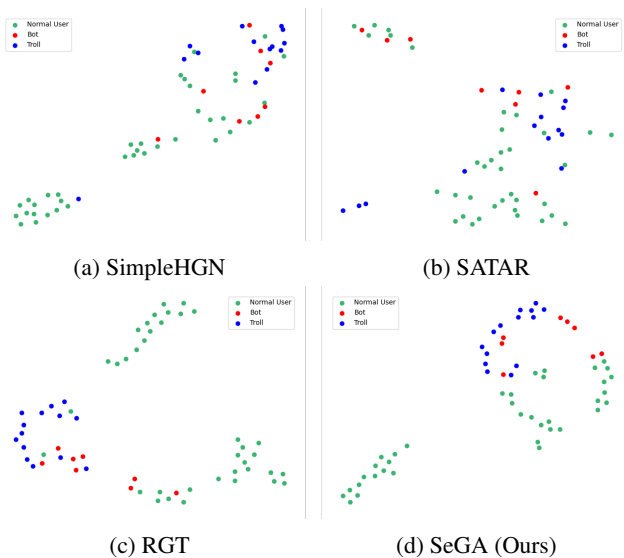 Normal User
Bot
Troll
Normal User
Bot
Troll
(a) SimpleHGN
(b) SATAR
Normal User
Bot
Troll
Normal User
Bot
Troll
(c) RGT
(d) SeGA (Ours)